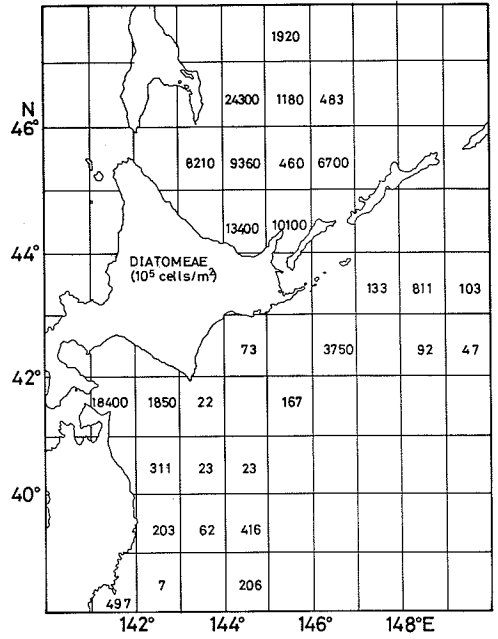 1920
24300 1180 483
N
46°
8210 9360 460 6700
13400 10100
44°
DIATOMEAE
(10⁵ cells/m²)
133 811 103
73 3750 92 47
42°
18400 1850 22 167
311 23 23
40°
203 62 416
7 206
497
142° 144° 146° 148°E